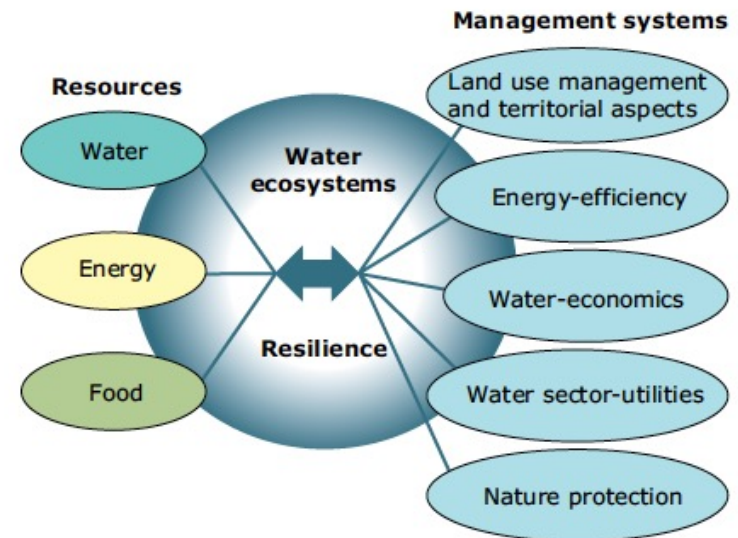 Management systems
Resources
Water
Energy
Food
Water
ecosystems
Resilience
Land use management
and territorial aspects
Energy-efficiency
Water-economics
Water sector-utilities
Nature protection